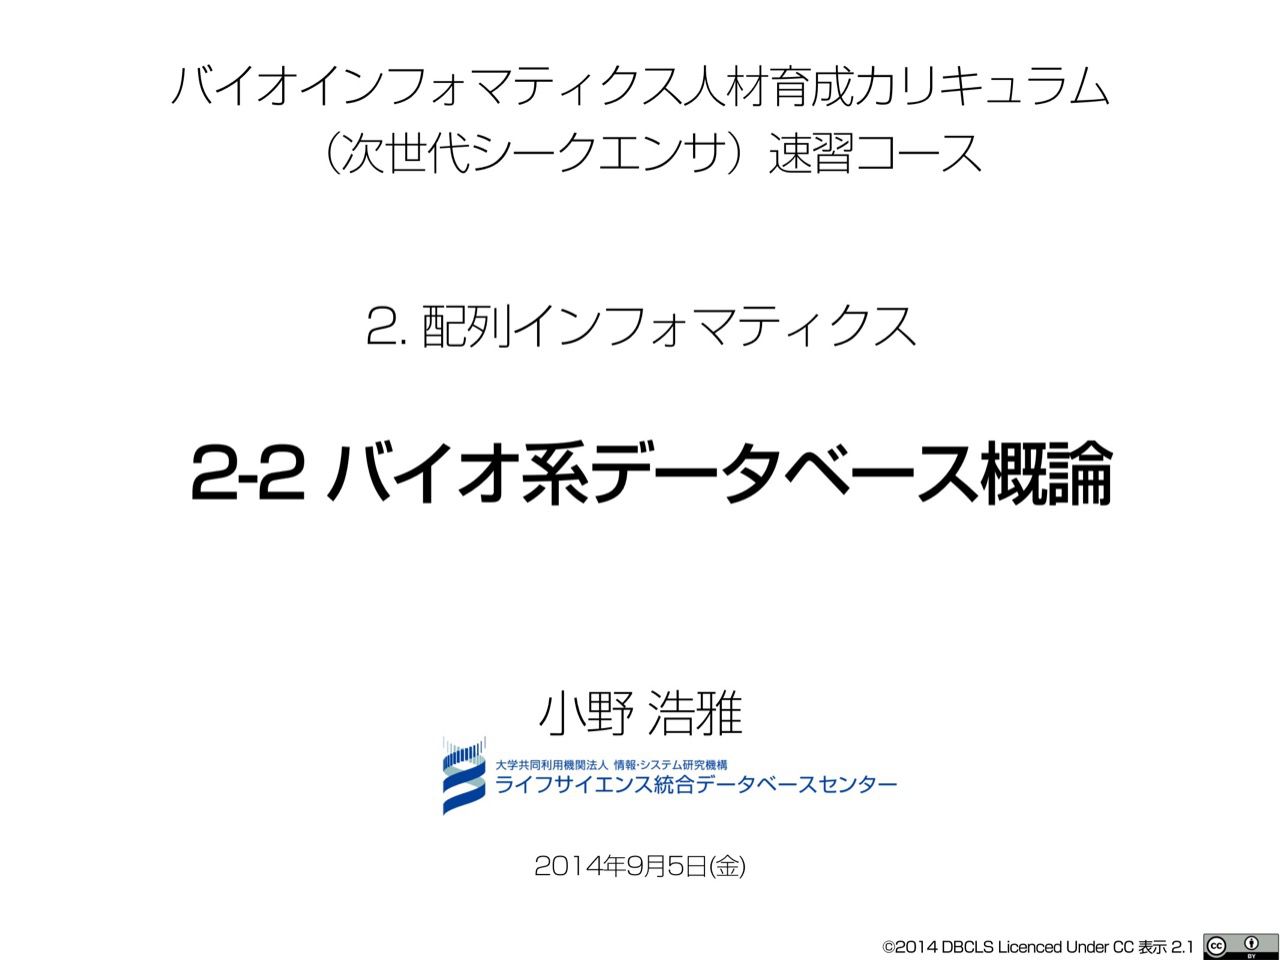 バイオインフォマティクス人材育成カリキュラム
（次世代シークエンサ）速習コース
2. 配列インフォマティクス
2-2 バイオ系データベース概論
小野 浩雅
大学共同利用機関法人 情報・システム研究機構
ライフサイエンス統合データベースセンター
2014年9月5日(金)
©2014 DBCLS Licenced Under CC 表示 2.1
cc
BY